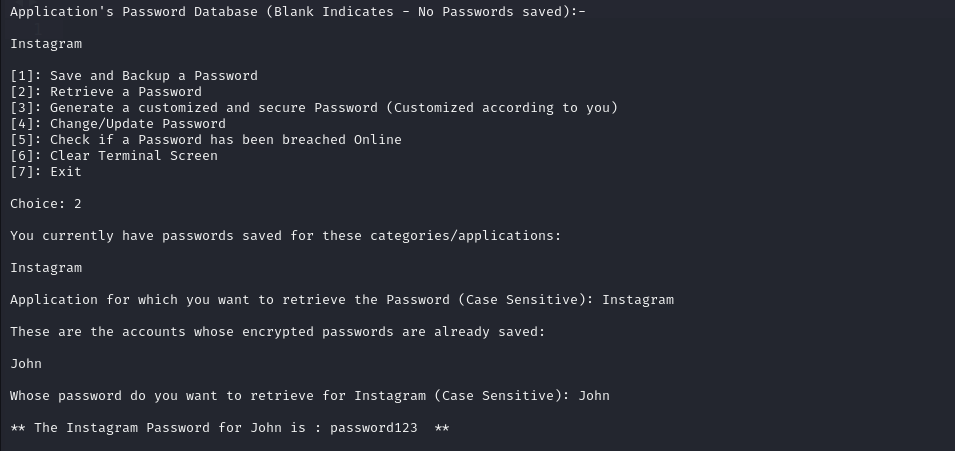 Application's Password Database (Blank Indicates - No Passwords saved):-
Instagram
[1]: Save and Backup a Password
[2]: Retrieve a Password
[3]: Generate a customized and secure Password (Customized according to you)
[4]: Change/Update Password
[5]: Check if a Password has been breached Online
[6]: Clear Terminal Screen
[7]: Exit
Choice: 2
You currently have passwords saved for these categories/applications:
Instagram
Application for which you want to retrieve the Password (Case Sensitive): Instagram
These are the accounts whose encrypted passwords are already saved:
John
Whose password do you want to retrieve for Instagram (Case Sensitive): John
** The Instagram Password for John is : password123  **